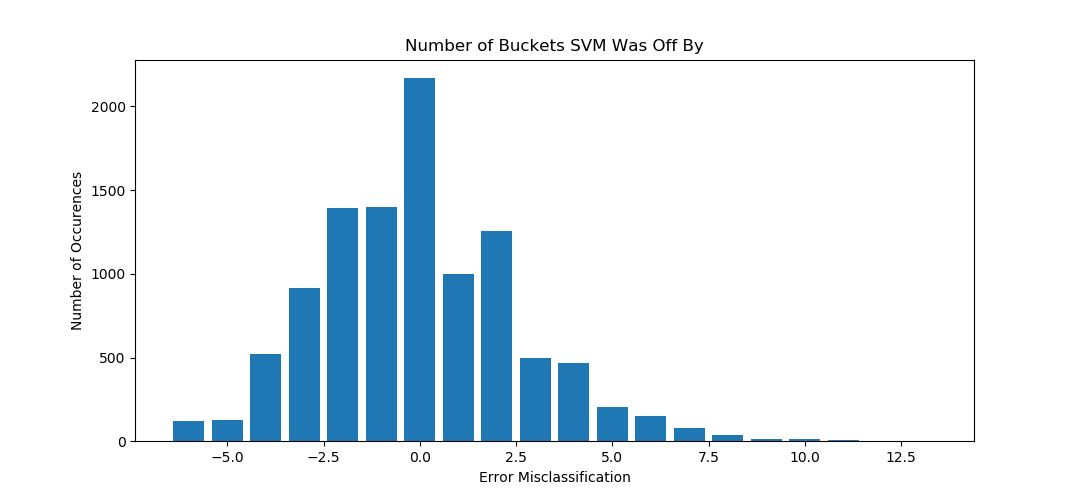 Number of Buckets SVM Was Off By
2000
1500
1000
500
0
Number of Occurences
−5.0 −2.5 0.0 2.5 5.0 7.5 10.0 12.5
Error Misclassification